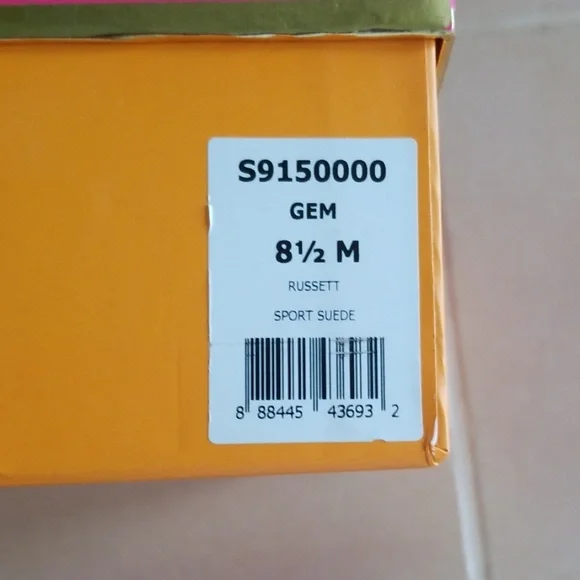 S9150000
GEM
8½ M
RUSSETT
SPORT SUEDE
8 88445 43693 2